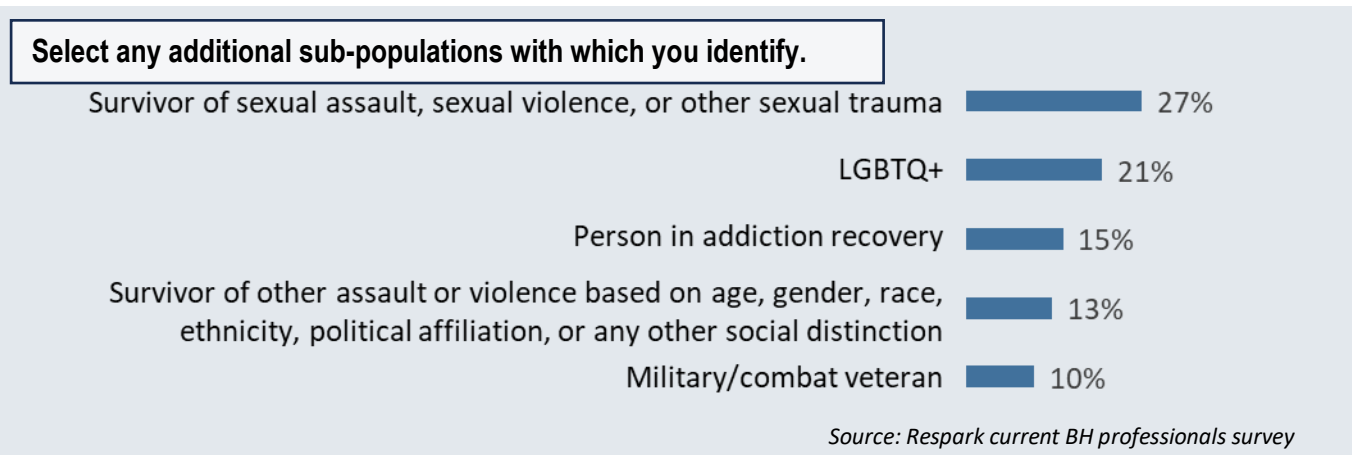 Select any additional sub-populations with which you identify.
Survivor of sexual assault, sexual violence, or other sexual trauma 27%
LGBTQ+ 21%
Person in addiction recovery 15%
Survivor of other assault or violence based on age, gender, race,
ethnicity, political affiliation, or any other social distinction 13%
Military/combat veteran 10%
Source: Respark current BH professionals survey